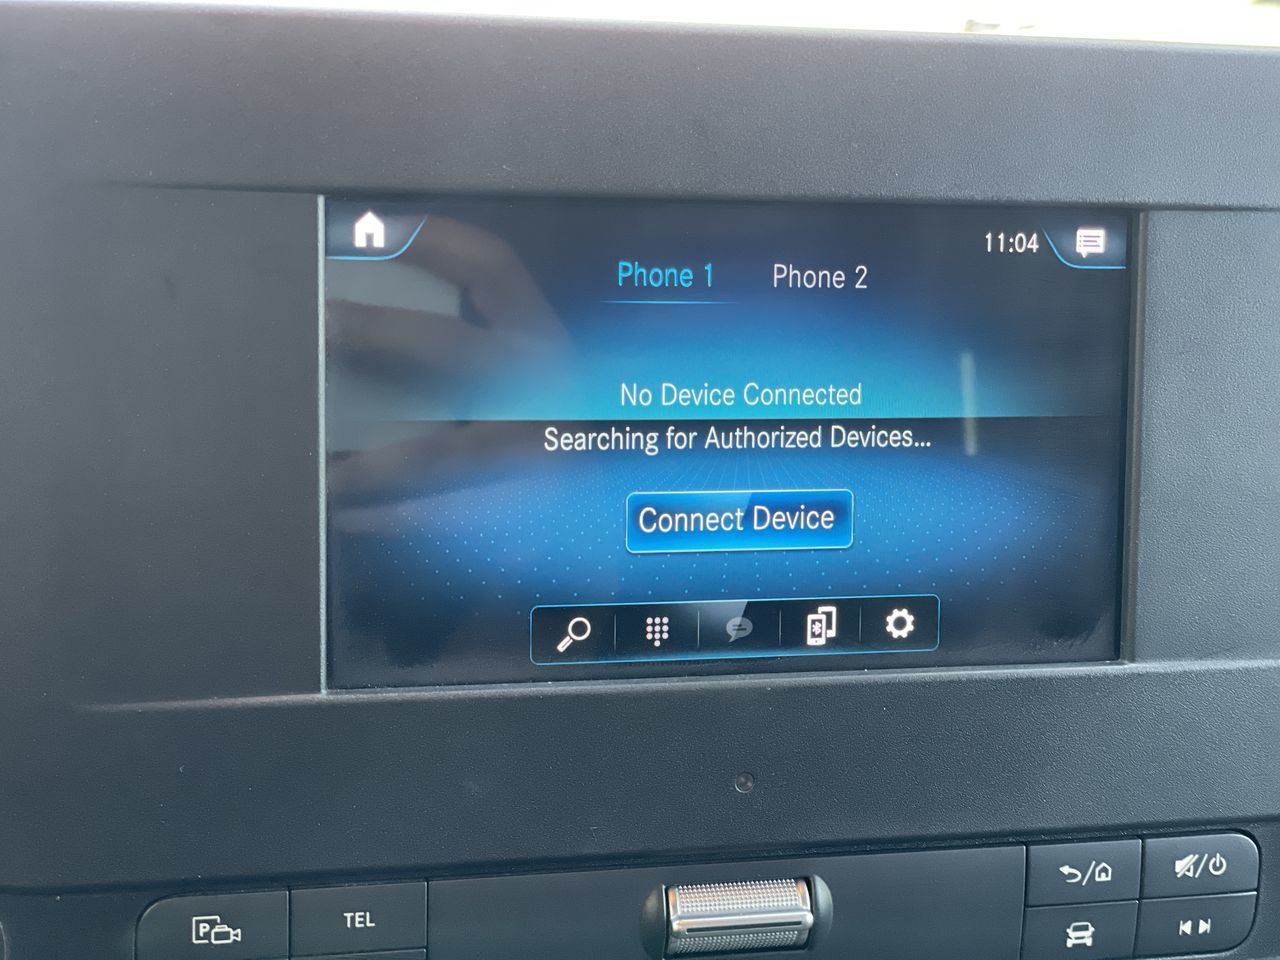 11:04
Phone 1 Phone 2
No Device Connected
Searching for Authorized Devices...
Connect Device
P
TEL